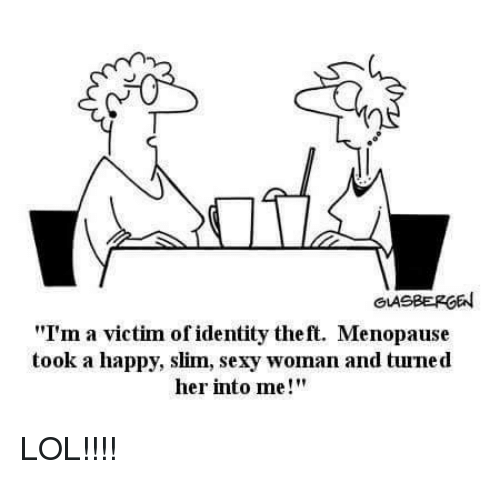 GLASBERGEN
"I'm a victim of identity theft. Menopause
took a happy, slim, sexy woman and turned
her into me!"
LOL!!!!